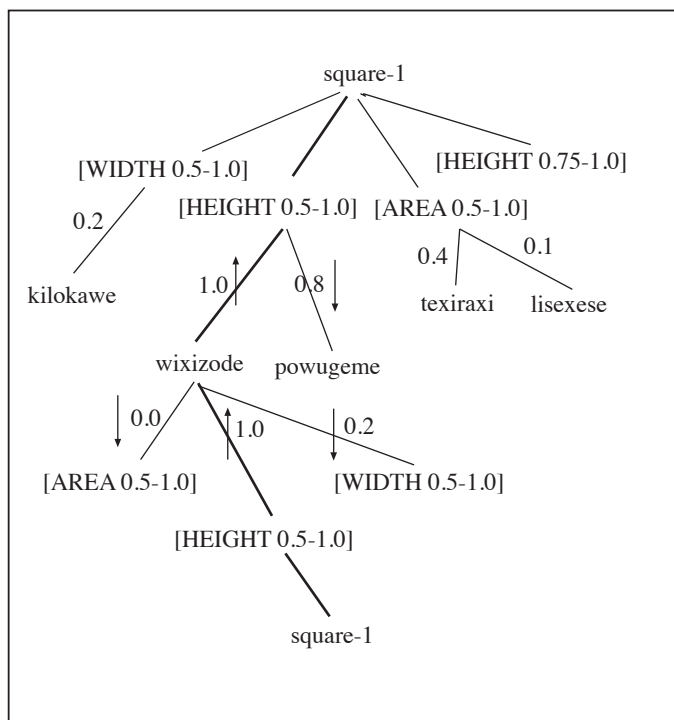 square-1
[WIDTH 0.5-1.0]
[HEIGHT 0.75-1.0]
[HEIGHT 0.5-1.0]
[AREA 0.5-1.0]
0.2
0.4
0.1
kilokawe
1.0
0.8
texiraxi
lisexese
wixizode
powugeme
0.0
1.0
0.2
[AREA 0.5-1.0]
[WIDTH 0.5-1.0]
[HEIGHT 0.5-1.0]
square-1